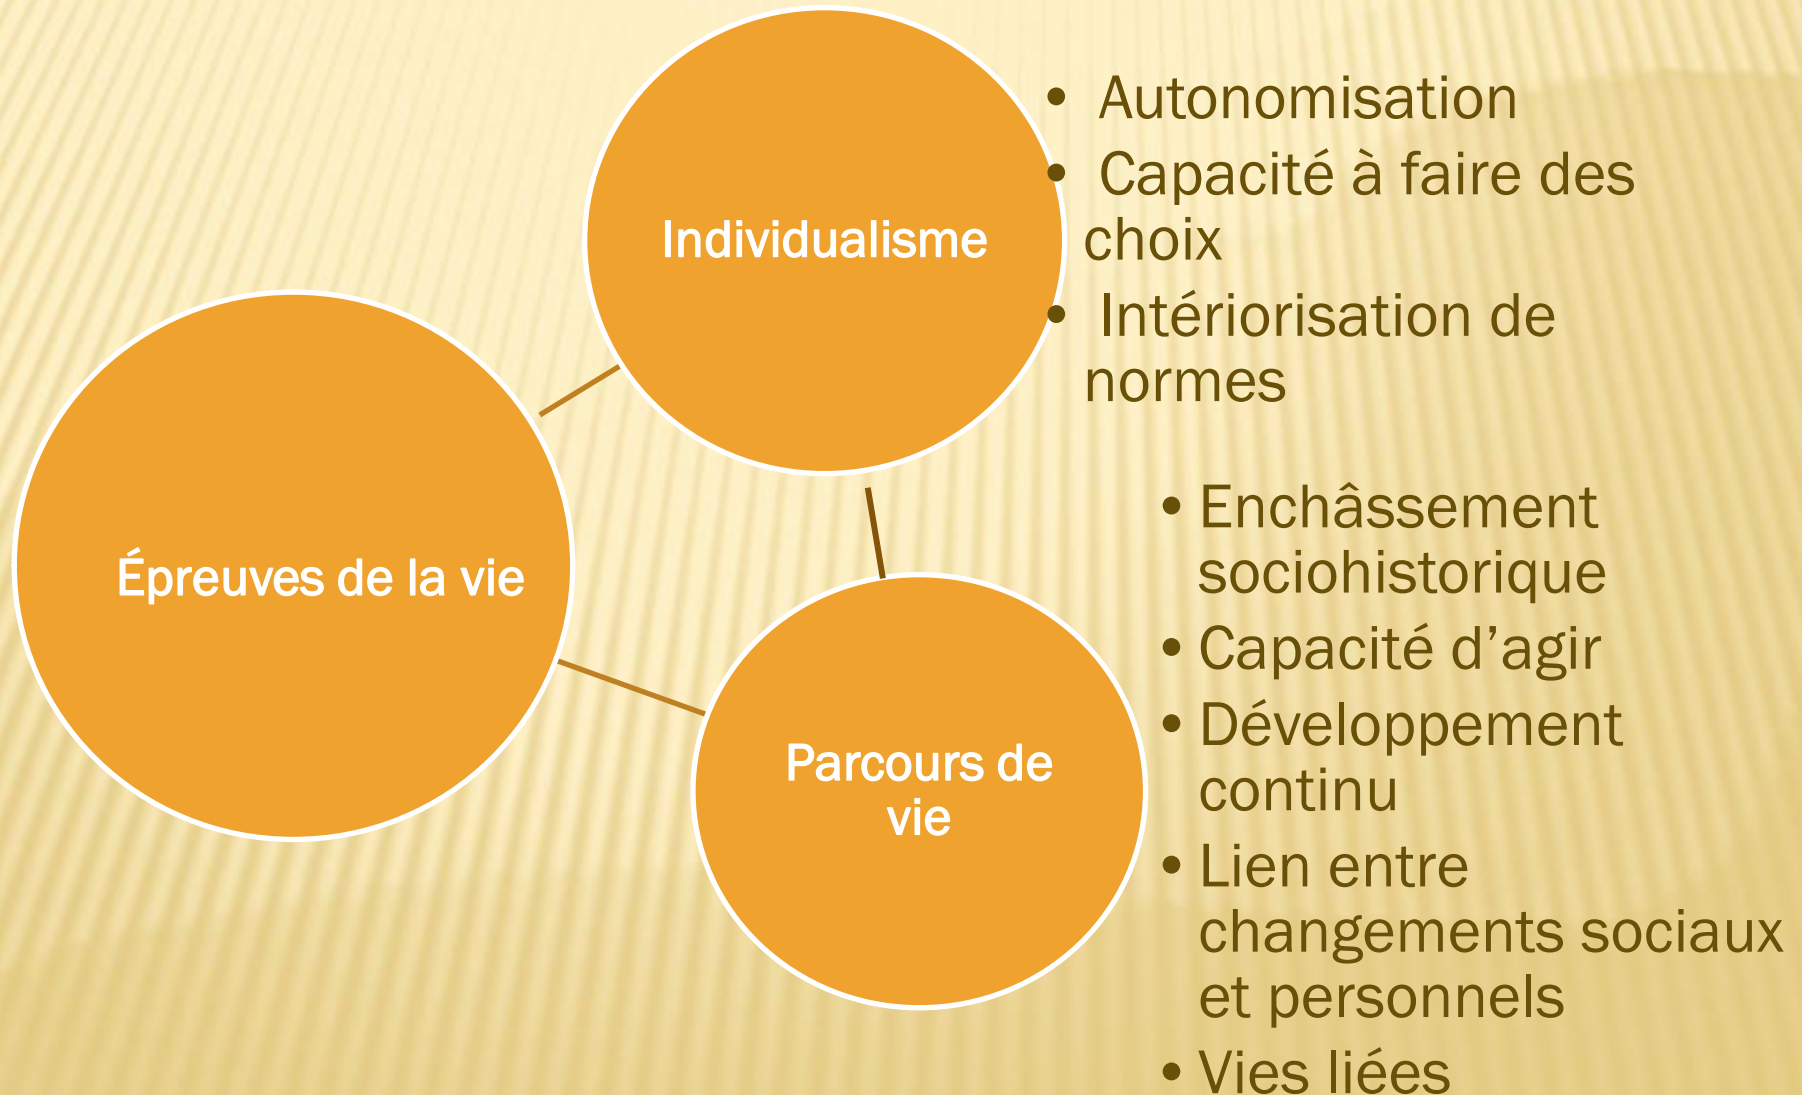 Individualisme
• Autonomisation
• Capacité à faire des
choix
• Intériorisation de
normes
Épreuves de la vie
Parcours de
vie
• Enchâssement
sociohistorique
• Capacité d’agir
• Développement
continu
• Lien entre
changements sociaux
et personnels
• Vies liées